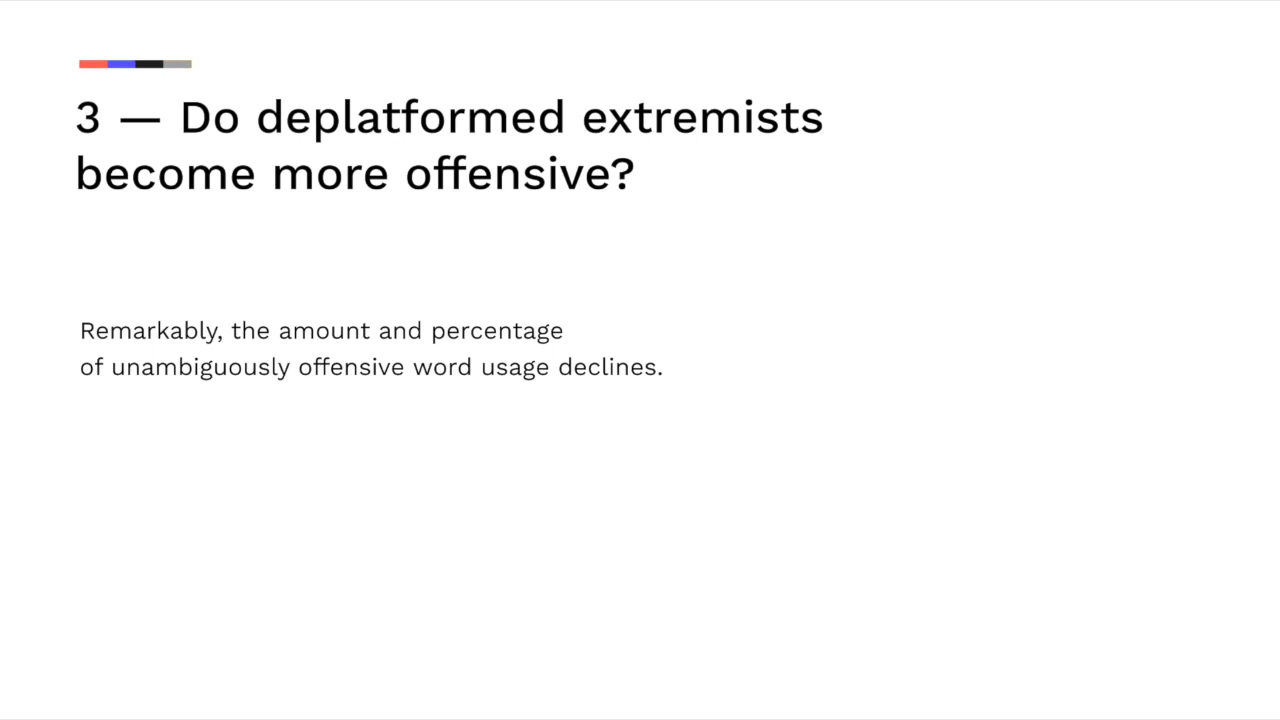 3 — Do deplatformed extremists
become more offensive?
Remarkably, the amount and percentage
of unambiguously offensive word usage declines.